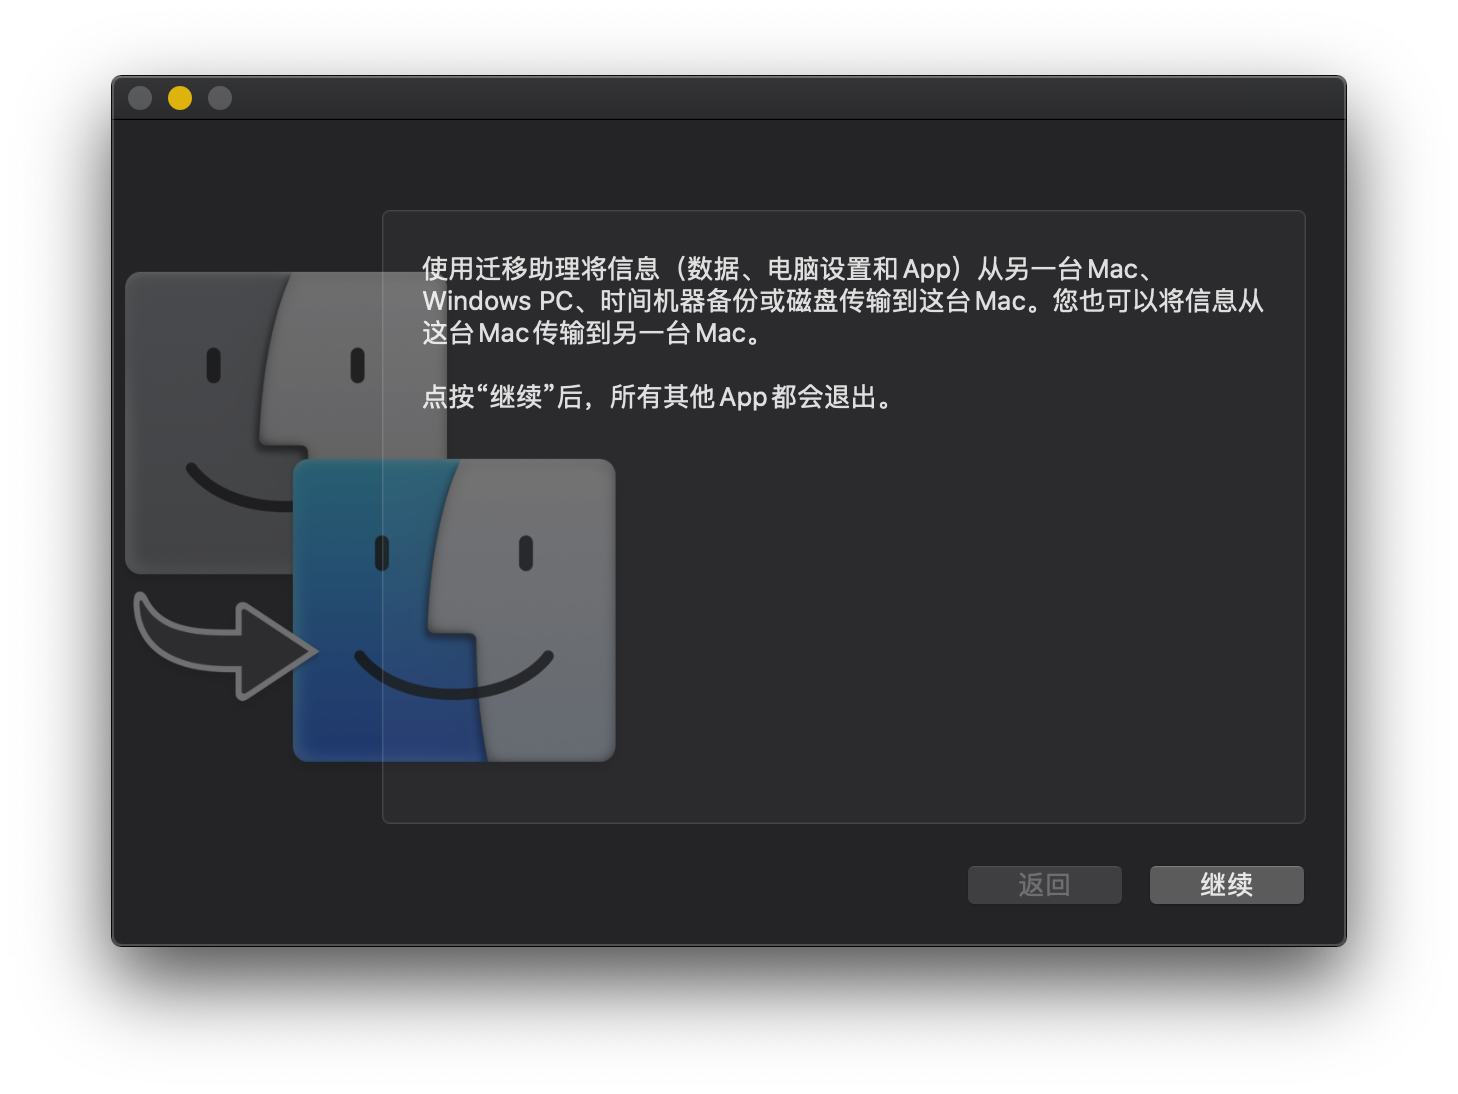 使用迁移助理将信息（数据、电脑设置和 App）从另一台 Mac、
Windows PC、时间机器备份或磁盘传输到这台 Mac。您也可以将信息从
这台 Mac 传输到另一台 Mac。
点按“继续”后，所有其他 App 都会退出。
返回
继续